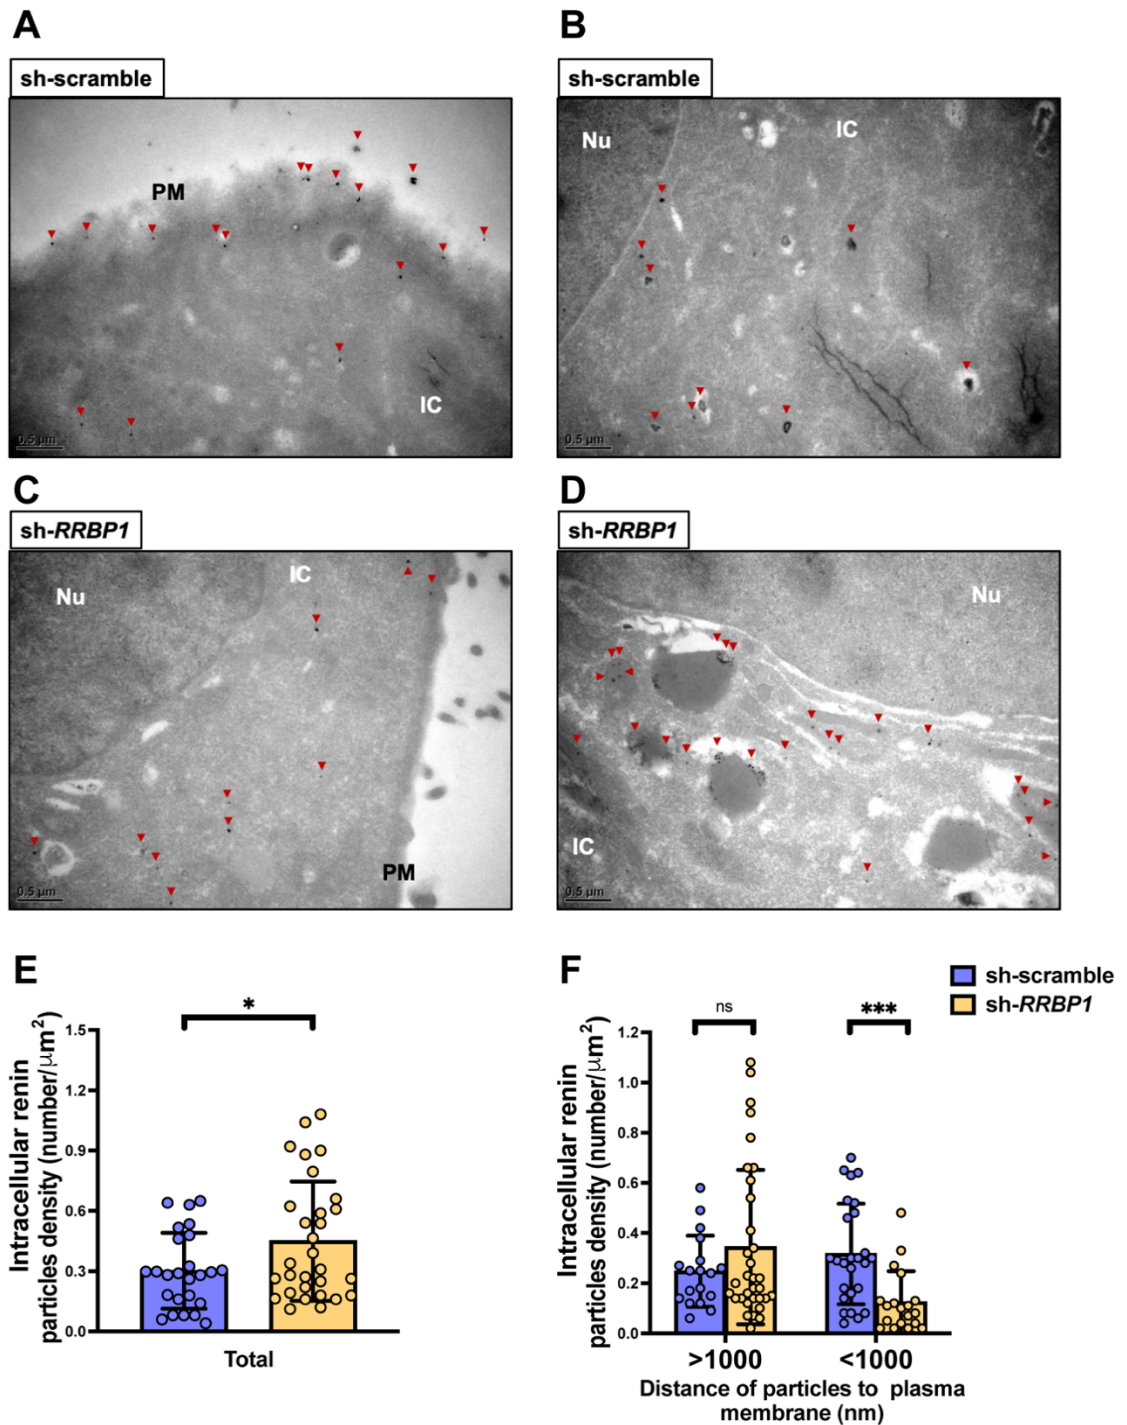 A
B
sh-scramble
sh-scramble
PM
IC
0.5 µm
Nu
IC
0.5 µm
C
D
sh-RRBP1
sh-RRBP1
Nu
IC
PM
0.5 µm
Nu
IC
0.5 µm
E
Intracellular renin
particles density (number/µm²)
1.5
1.2
0.9
0.6
0.3
0.0
*
Total
F
sh-scramble
sh-RRBP1
Intracellular renin
particles density (number/µm²)
1.2
1.0
0.8
0.6
0.4
0.2
0.0
ns
***
>1000
<1000
Distance of particles to plasma
membrane (nm)